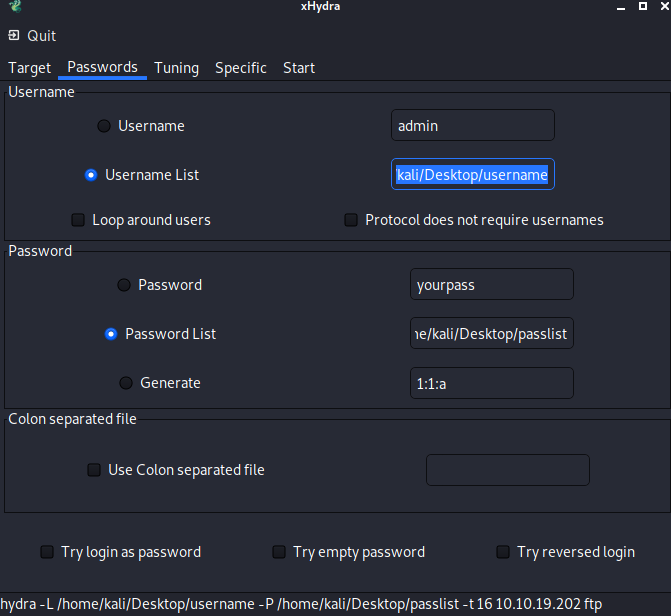 xHydra
Quit
Target Passwords Tuning Specific Start
Username
Username admin
Username List kali/Desktop/username
Loop around users Protocol does not require usernames
Password
Password yourpass
Password List ne/kali/Desktop/passlist
Generate 1:1:a
Colon separated file
Use Colon separated file
Try login as password Try empty password Try reversed login
hydra -L /home/kali/Desktop/username -P /home/kali/Desktop/passlist -t 16 10.10.19.202 ftp